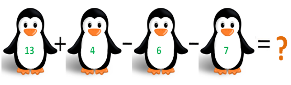 13 + 4 - 6 - 7 = ?